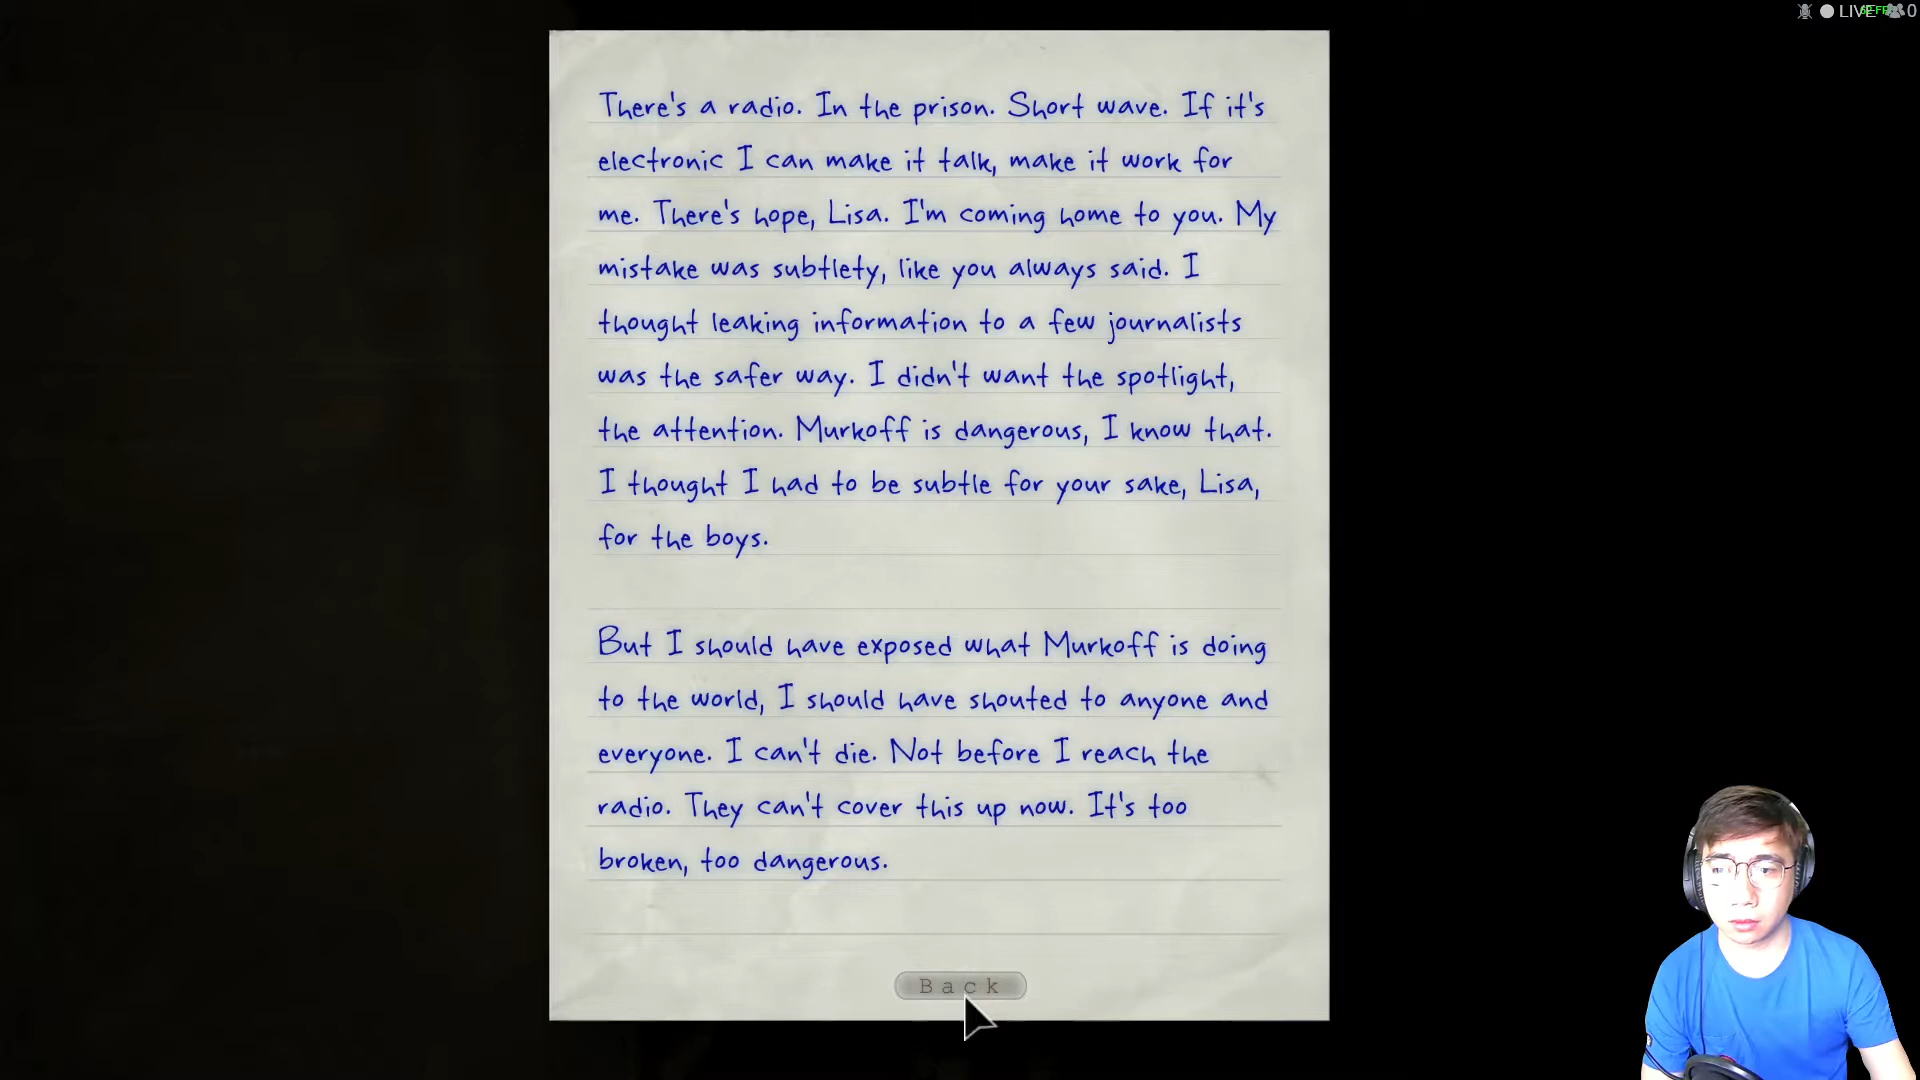 LIVE 0
There's a radio. In the prison. Short wave. If it's
electronic I can make it talk, make it work for
me. There's hope, Lisa. I'm coming home to you. My
mistake was subtlety, like you always said. I
thought leaking information to a few journalists
was the safer way. I didn't want the spotlight,
the attention. Murkoff is dangerous, I know that.
I thought I had to be subtle for your sake, Lisa,
for the boys.
But I should have exposed what Murkoff is doing
to the world, I should have shouted to anyone and
everyone. I can't die. Not before I reach the
radio. They can't cover this up now. It's too
broken, too dangerous.
Back